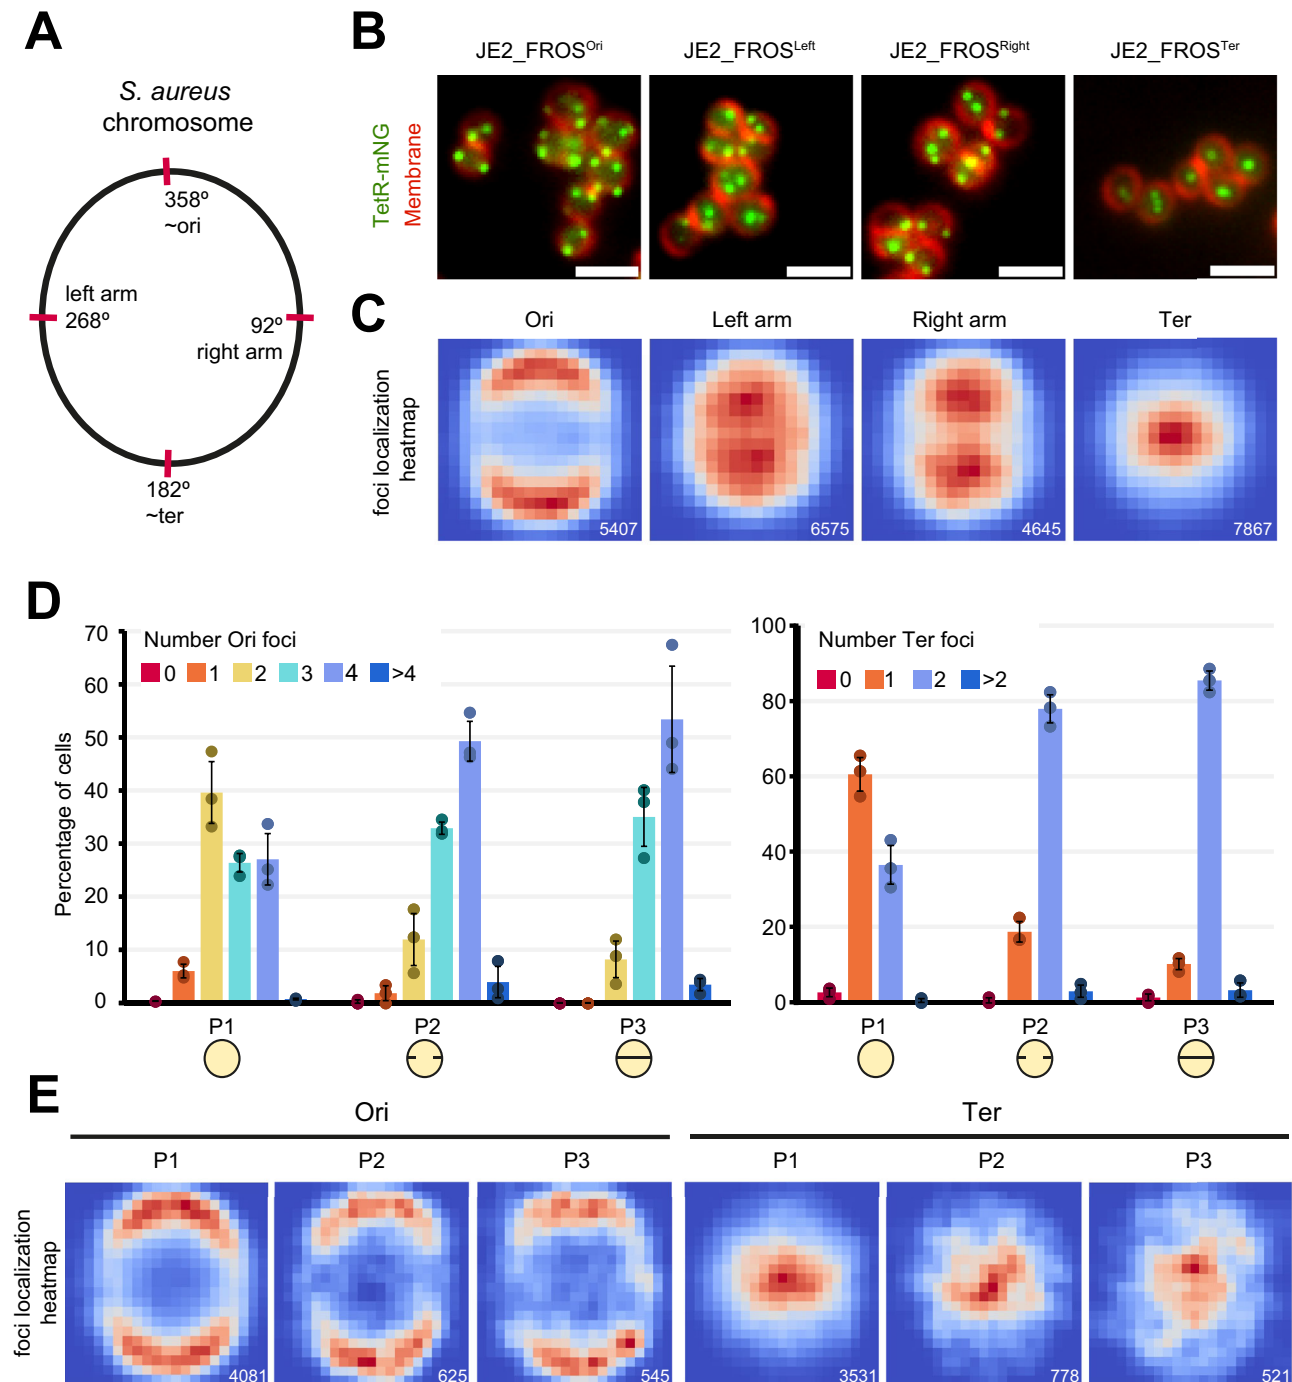 A
S. aureus
chromosome
358º
~ori
left arm
268º
92º
right arm
182º
~ter
B
JE2_FROSOri
JE2_FROSLeft
JE2_FROSRight
JE2_FROSTer
TetR-mNG
Membrane
C
Ori
Left arm
Right arm
Ter
foci localization
heatmap
5407
6575
4645
7867
D
Percentage of cells
70
60
50
40
30
20
10
0
Number Ori foci
0 1 2 3 4 >4
P1
P2
P3
100
80
60
40
20
0
Number Ter foci
0 1 2 >2
P1
P2
P3
E
Ori
Ter
P1
P2
P3
P1
P2
P3
foci localization
heatmap
4081
625
545
3531
778
521